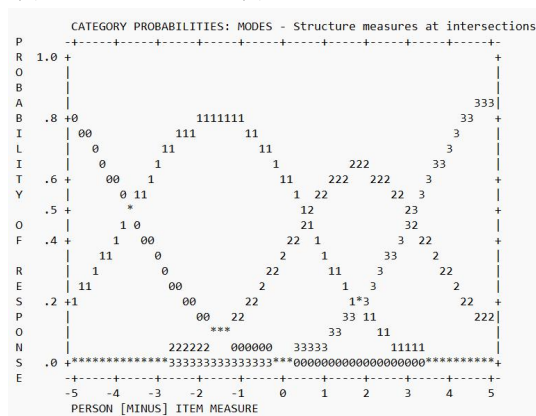 CATEGORY PROBABILITIES: MODES - Structure measures at intersections
P      -+-----+-----+-----+-----+-----+-----+-----+-----+-----+-----+-
R  1.0 +                                                             +
O      |                                                             |
B      |                                                             |
A      |                                                          333|
B   .8 +0                 1111111                               33   +
I      | 00            111       11                            3     |
L      |   0         11            11                         3      |
I      |    0       1                1          222         33       |
T   .6 +     00    1                  11     222   222     3         +
Y      |       0 11                     1  22         22  3          |
    .5 +        *                        12             23           +
O      |       1 0                       21             32           |
F   .4 +      1   00                   22  1           3  22         +
       |    11      0                 2     1        33     2        |
R      |   1         0              22       11     3        22      |
E      | 11           00           2           1   3           2     |
S   .2 +1               00       22             1*3             22   +
P      |                  00   22              33 11              222|
O      |                    ***              33     11               |
N      |              222222   000000   33333         11111          |
S   .0 +**************333333333333333***0000000000000000000**********+
E      -+-----+-----+-----+-----+-----+-----+-----+-----+-----+-----+-
-5 -4 -3 -2 -1 0 1 2 3 4 5
PERSON [MINUS] ITEM MEASURE